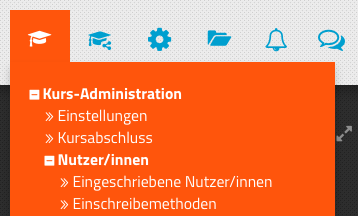 Kurs-Administration
Einstellungen
Kursabschluss
Nutzer/innen
Eingeschriebene Nutzer/innen
Einschreibemethoden